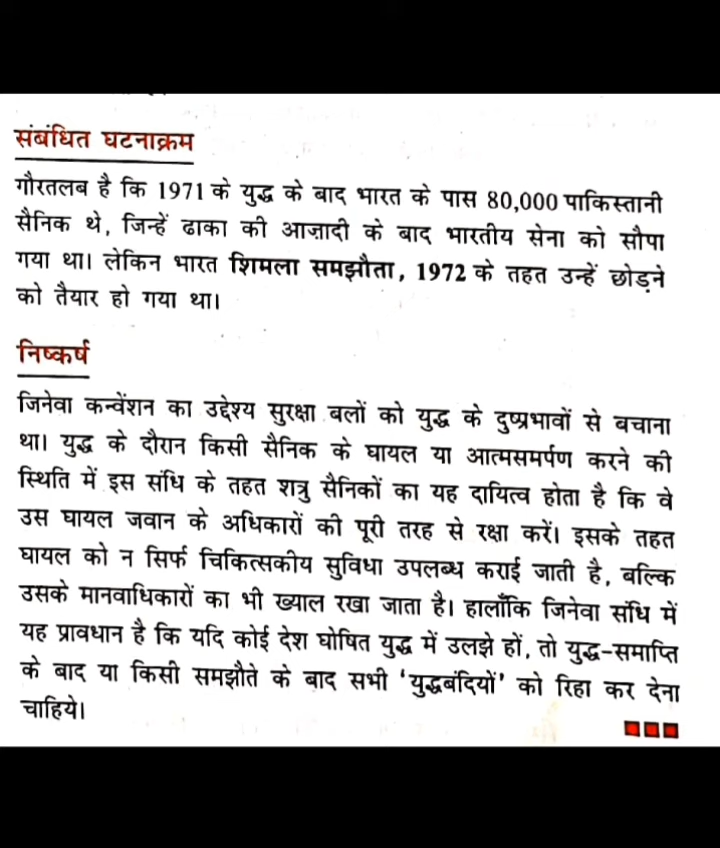 संबंधित घटनाक्रम
गौरतलब है कि 1971 के युद्ध के बाद भारत के पास 80,000 पाकिस्तानी
सैनिक थे, जिन्हें ढाका की आज़ादी के बाद भारतीय सेना को सौपा
गया था। लेकिन भारत शिमला समझौता, 1972 के तहत उन्हें छोड़ने
को तैयार हो गया था।
निष्कर्ष
जिनेवा कन्वेंशन का उद्देश्य सुरक्षा बलों को युद्ध के दुष्प्रभावों से बचाना
था। युद्ध के दौरान किसी सैनिक के घायल या आत्मसमर्पण करने की
स्थिति में इस संधि के तहत शत्रु सैनिकों का यह दायित्व होता है कि वे
उस घायल जवान के अधिकारों की पूरी तरह से रक्षा करें। इसके तहत
घायल को न सिर्फ चिकित्सकीय सुविधा उपलब्ध कराई जाती है, बल्कि
उसके मानवाधिकारों का भी ख्याल रखा जाता है। हालाँकि जिनेवा संधि में
यह प्रावधान है कि यदि कोई देश घोषित युद्ध में उलझे हों, तो युद्ध-समाप्ति
के बाद या किसी समझौते के बाद सभी ‘युद्धबंदियों’ को रिहा कर देना
चाहिये।